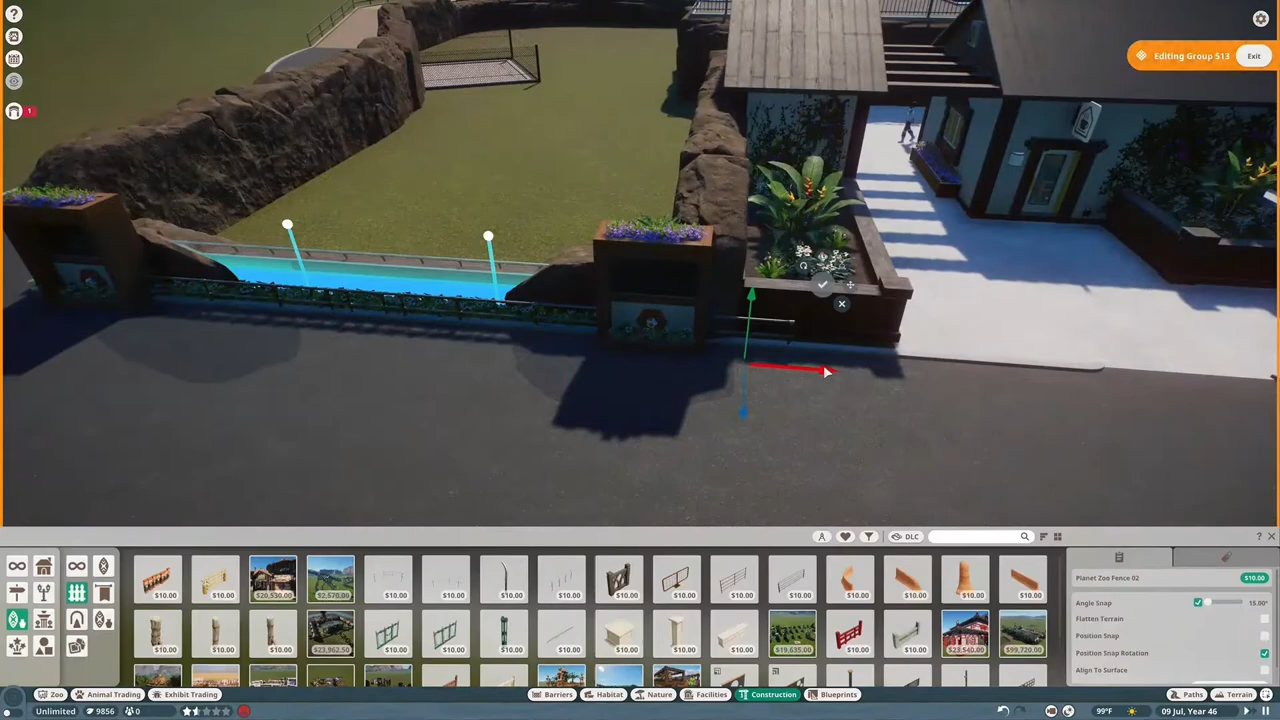 ?
Editing Group 513
Exit
1
DLC
? ×
$10.00 $10.00 $20,530.00 $2,570.00 $10.00 $10.00 $10.00 $10.00 $10.00 $10.00 $10.00 $10.00 $10.00 $10.00 $10.00 $10.00
Planet Zoo Fence 02 $10.00
Angle Snap 15.00°
Flatten Terrain
Position Snap
Position Snap Rotation
Align To Surface
$10.00 $10.00 $10.00 $23,962.50 $10.00 $10.00 $10.00 $10.00 $10.00 $10.00 $10.00 $19,635.00 $10.00 $10.00 $23,540.00 $99,720.00
Zoo Animal Trading Exhibit Trading Barriers Habitat Nature Facilities Construction Blueprints Paths Terrain
Unlimited 9856 0 99°F 09 Jul, Year 46